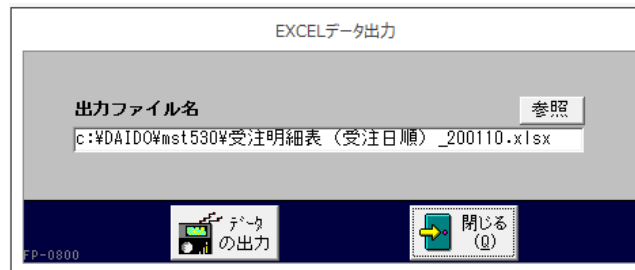 EXCELﾃﾞｰﾀ出力
出力ファイル名
参照
c:¥DAIDO¥mst530¥受注明細表（受注日順）_200110.xlsx
ﾃﾞｰﾀ
の出力
閉じる
(Q)
FP-0800